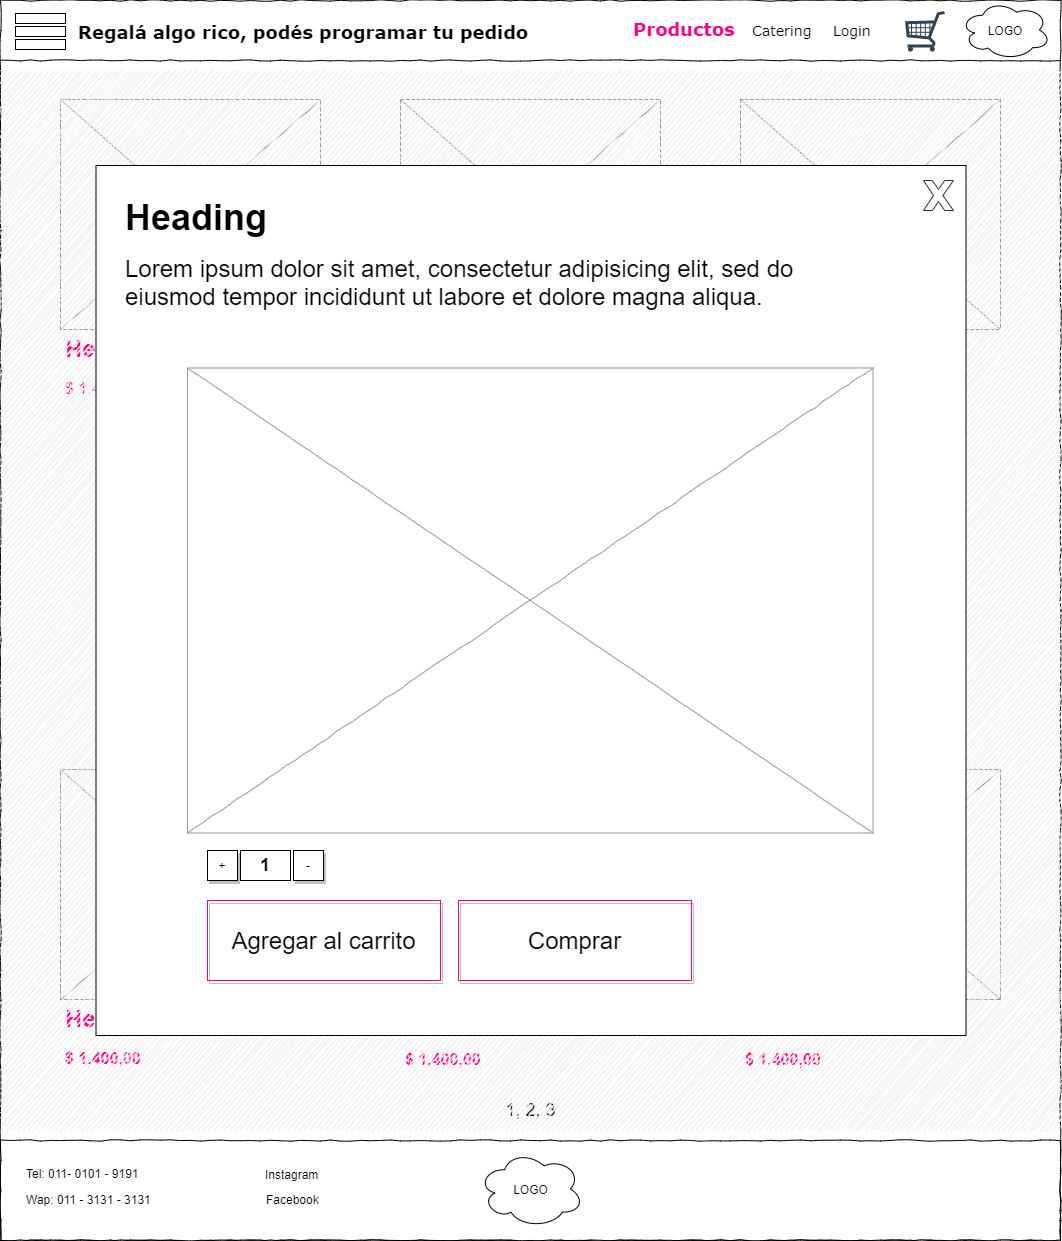 Regalá algo rico, podés programar tu pedido
Productos
Catering
Login
LOGO
X
Heading
Lorem ipsum dolor sit amet, consectetur adipisicing elit, sed do
eiusmod tempor incididunt ut labore et dolore magna aliqua.
He
$ 1.4
+
1
-
Agregar al carrito
Comprar
He
$ 1.400,00
$ 1.400,00
$ 1.400,00
1, 2, 3
Tel: 011- 0101 - 9191
Instagram
LOGO
Wap: 011 - 3131 - 3131
Facebook